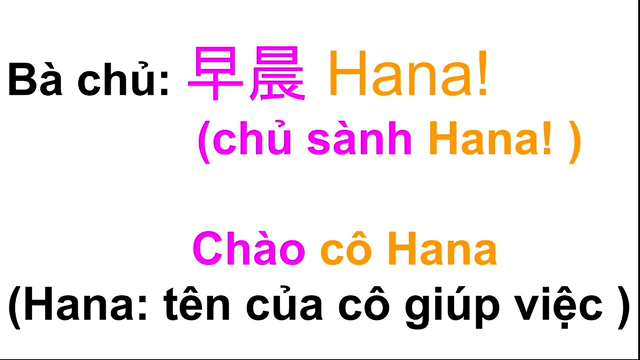 Bà chủ: 早晨 Hana!
(chủ sành Hana! )
Chào cô Hana
(Hana: tên của cô giúp việc )